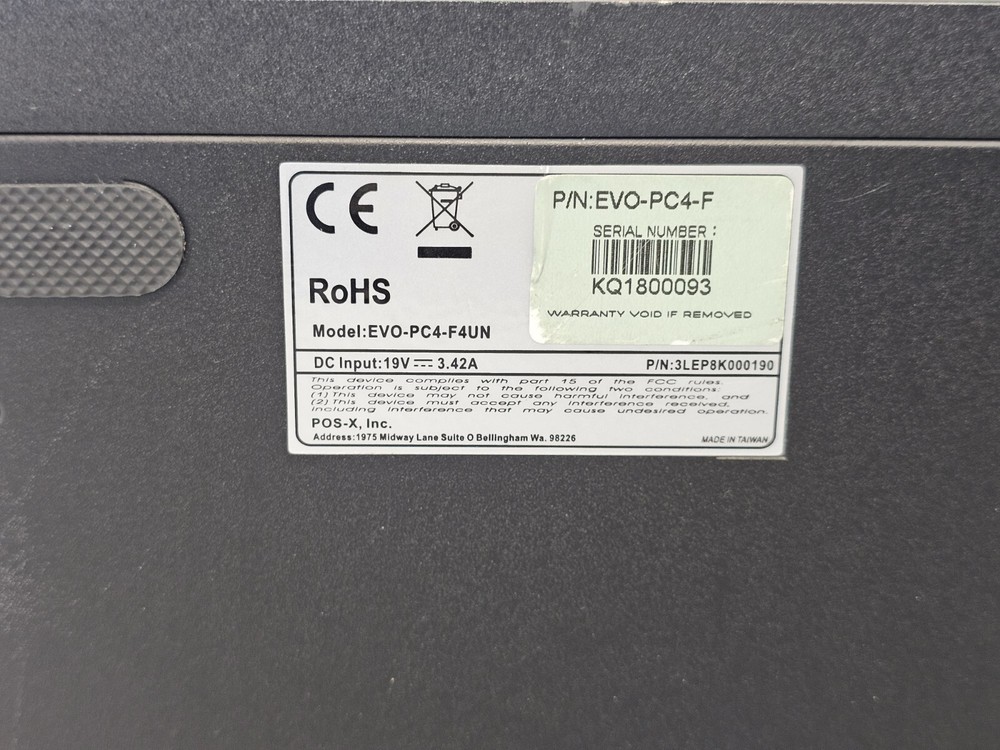 CE
P/N:EVO-PC4-F
SERIAL NUMBER :
KQ1800093
WARRANTY VOID IF REMOVED
RoHS
Model:EVO-PC4-F4UN
DC Input:19V ⎓ 3.42A
P/N:3LEP8K000190
This device complies with part 15 of the FCC rules.
Operation is subject to the following two conditions:
(1) This device may not cause harmful interference, and
(2) This device must accept any interference received,
including interference that may cause undesired operation.
POS-X, Inc.
Address:1975 Midway Lane Suite O Bellingham Wa. 98226
MADE IN TAIWAN